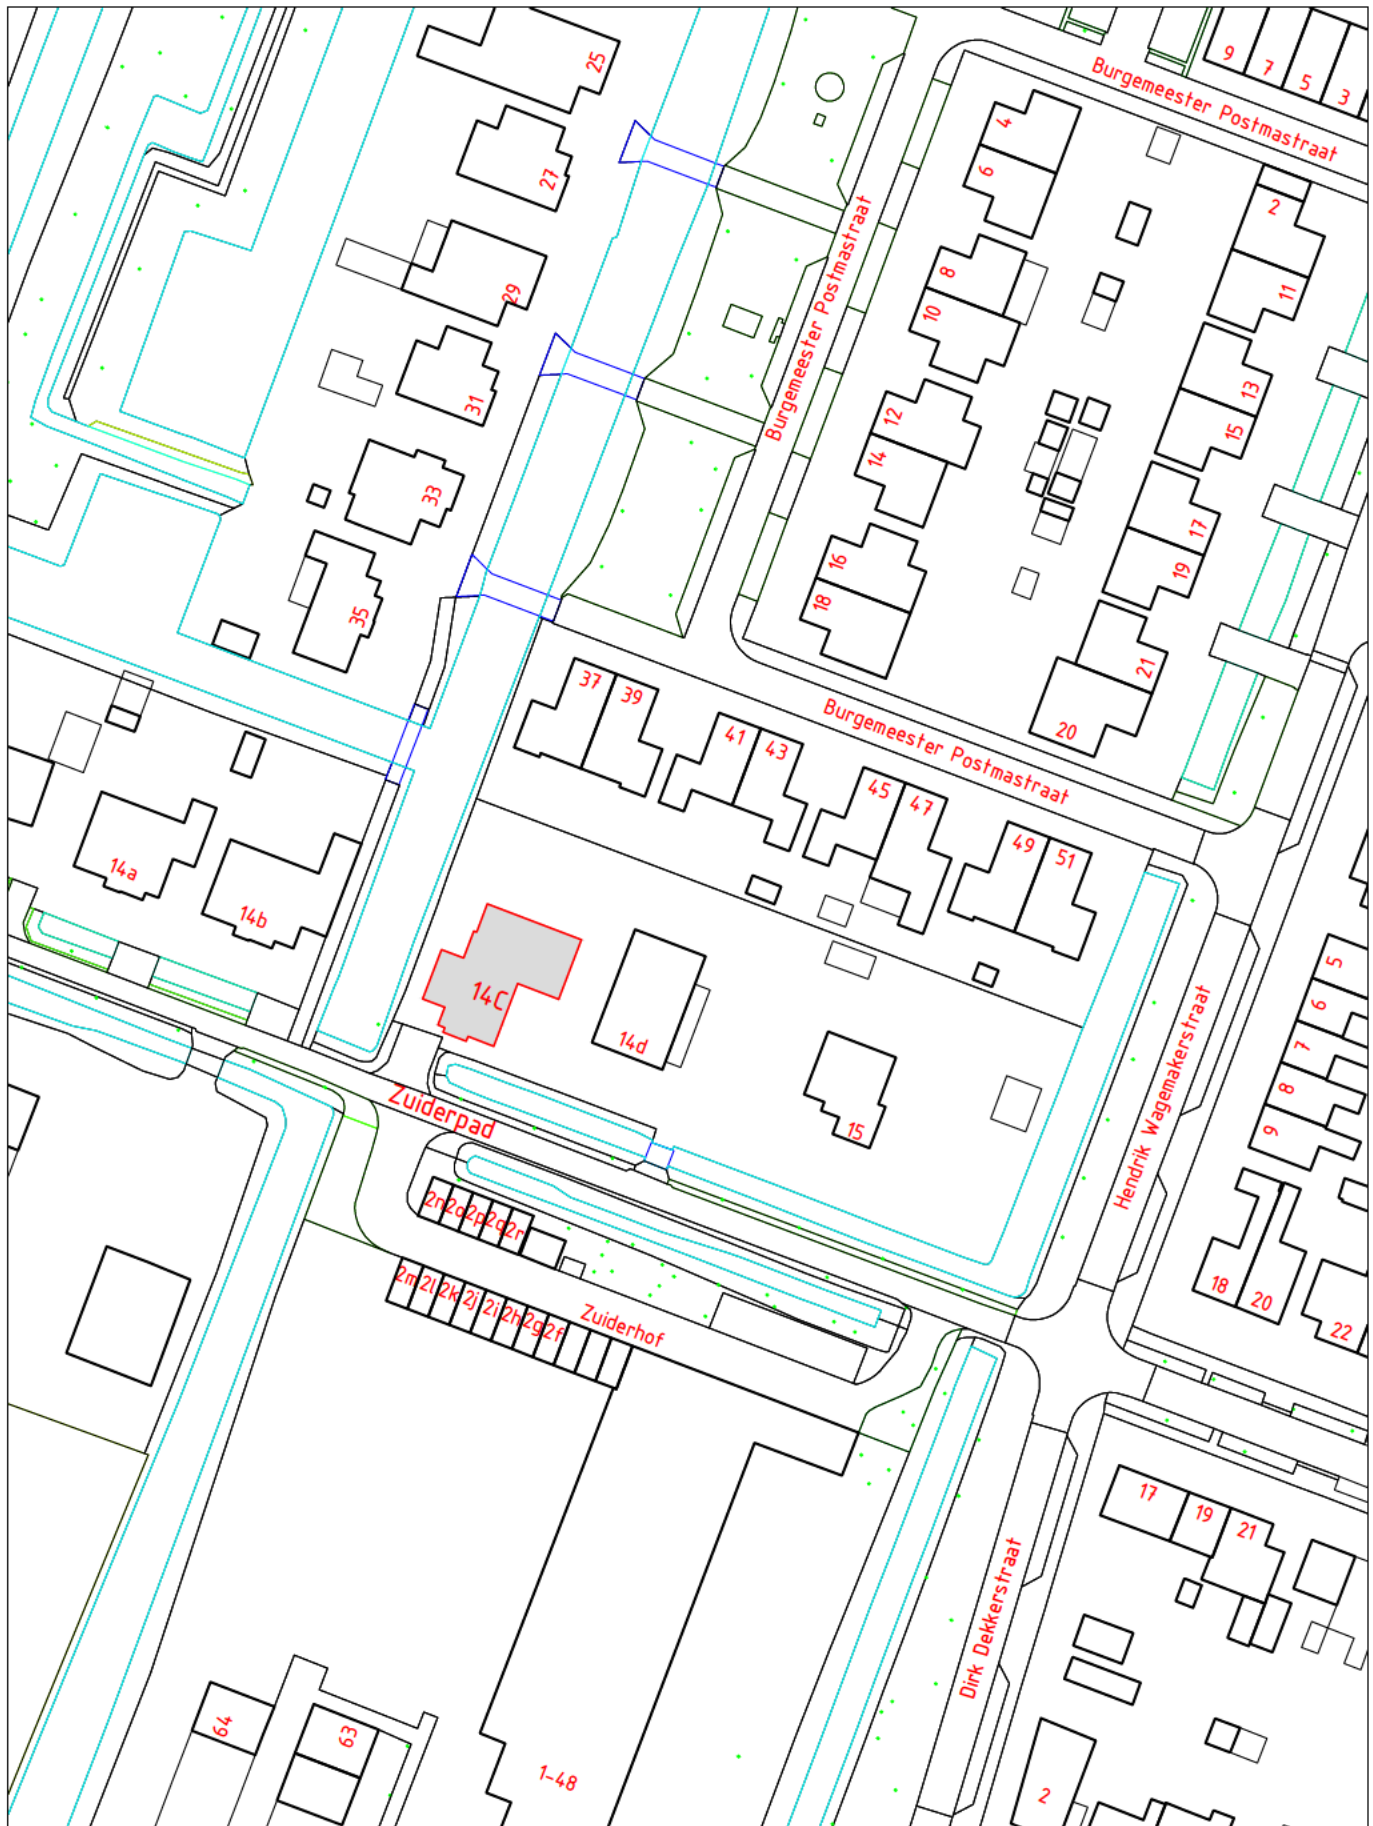 25
9
7
5
3
Burgemeester Postmastraat
4
6
27
2
29
8
10
11
Burgemeester Postmastraat
31
12
14
13
15
33
16
18
17
19
35
37
39
41
43
45
47
49
51
Burgemeester Postmastraat
20
21
14a
14b
14C
14d
15
5
6
7
8
9
Hendrik Wagemakerstraat
Zuiderpad
2n
2o
2p
2q
2r
2m
2l
2k
2j
2i
2h
2g
2f
Zuiderhof
18
20
22
17
19
21
Dirk Dekkerstraat
64
63
1-48
2